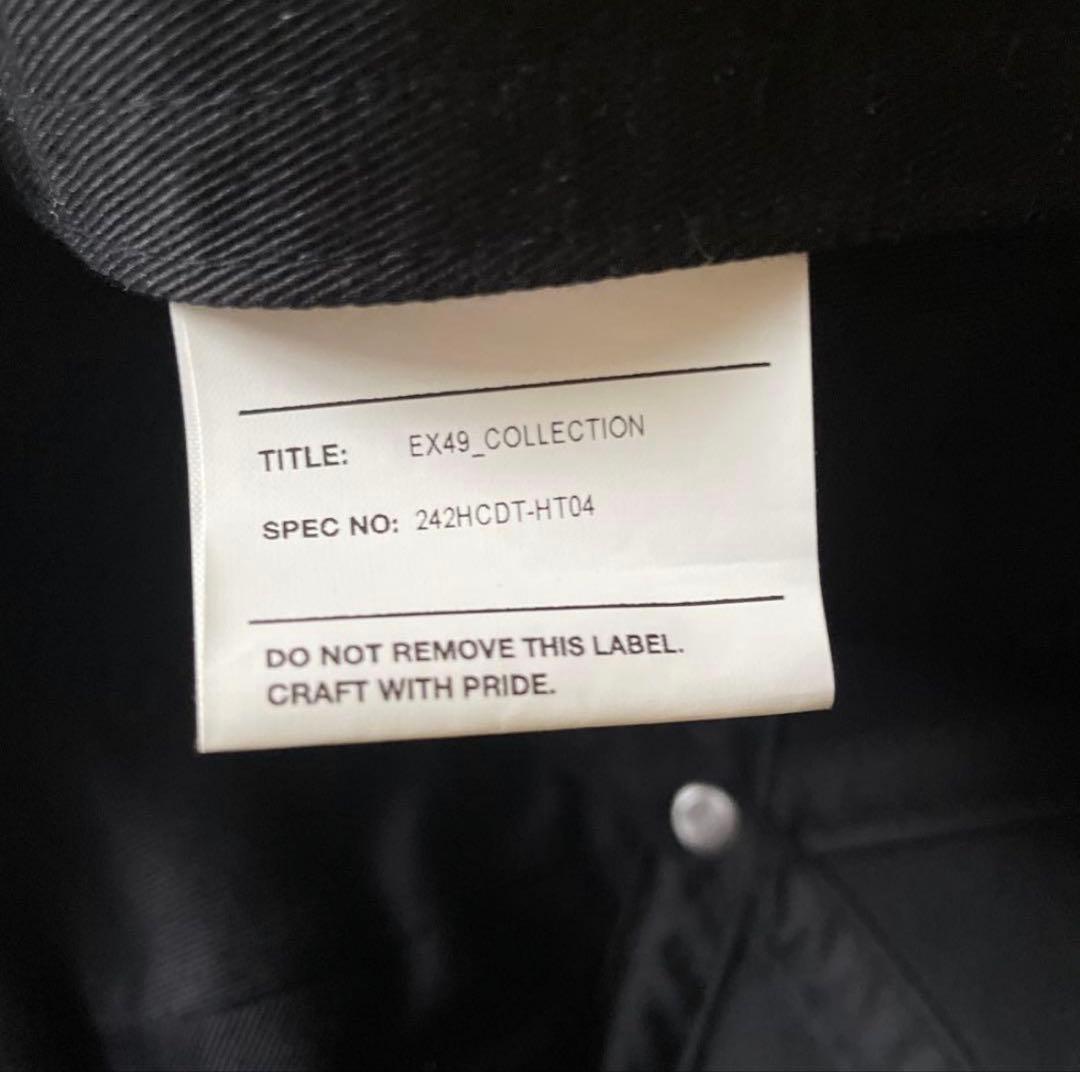 TITLE: EX49_COLLECTION
SPEC NO: 242HCDT-HT04
DO NOT REMOVE THIS LABEL.
CRAFT WITH PRIDE.